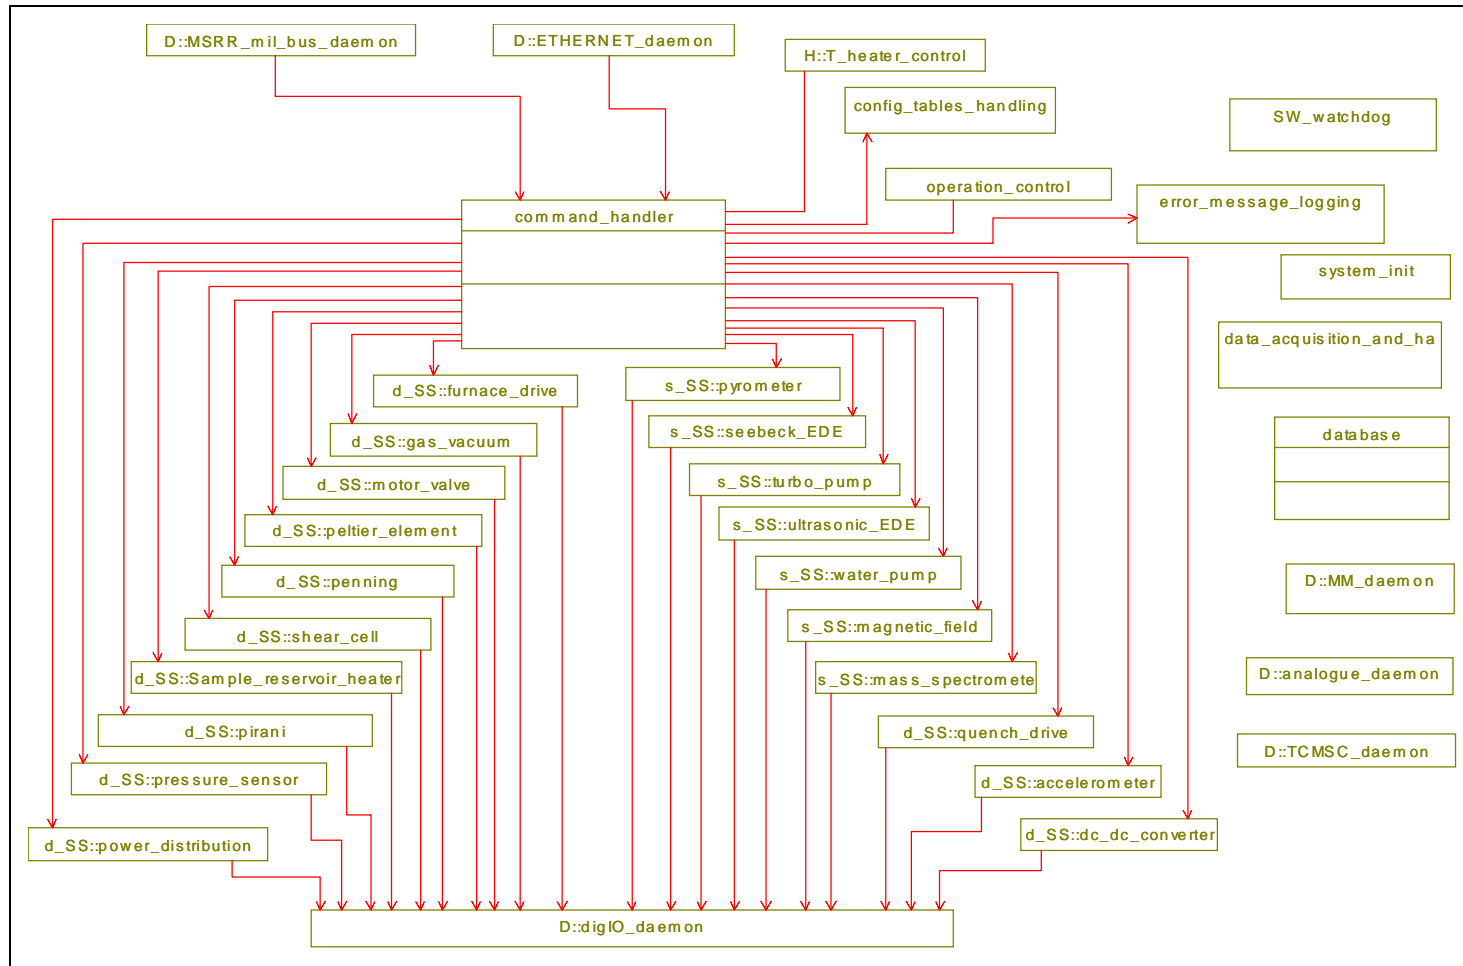 D::MSRR_mil_bus_daemon
D::ETHERNET_daemon
H::T_heater_control
config_tables_handling
SW_watchdog
operation_control
error_message_logging
command_handler
system_init
data_acquisition_and_ha
d_SS::furnace_drive
s_SS::pyrometer
d_SS::gas_vacuum
s_SS::seebeck_EDE
database
d_SS::motor_valve
s_SS::turbo_pump
d_SS::peltier_element
s_SS::ultrasonic_EDE
d_SS::penning
s_SS::water_pump
D::MM_daemon
d_SS::shear_cell
s_SS::magnetic_field
d_SS::Sample_reservoir_heater
s_SS::mass_spectromete
D::analogue_daemon
d_SS::pirani
d_SS::quench_drive
D::TCMSC_daemon
d_SS::pressure_sensor
d_SS::accelerometer
d_SS::power_distribution
d_SS::dc_dc_converter
D::digIO_daemon